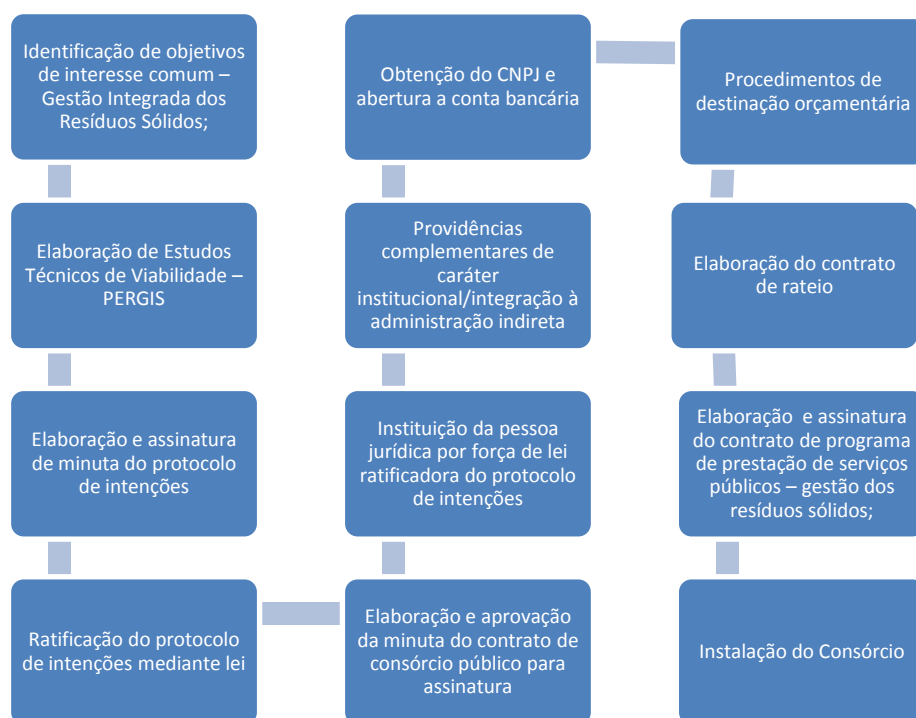 Identificação de objetivos
de interesse comum –
Gestão Integrada dos
Resíduos Sólidos;
Elaboração de Estudos
Técnicos de Viabilidade –
PERGIS
Elaboração e assinatura
de minuta do protocolo
de intenções
Ratificação do protocolo
de intenções mediante lei
Elaboração e aprovação
da minuta do contrato de
consórcio público para
assinatura
Instituição da pessoa
jurídica por força de lei
ratificadora do protocolo
de intenções
Providências
complementares de
caráter
institucional/integração à
administração indireta
Obtenção do CNPJ e
abertura a conta bancária
Procedimentos de
destinação orçamentária
Elaboração do contrato
de rateio
Elaboração e assinatura
do contrato de programa
de prestação de serviços
públicos – gestão dos
resíduos sólidos;
Instalação do Consórcio